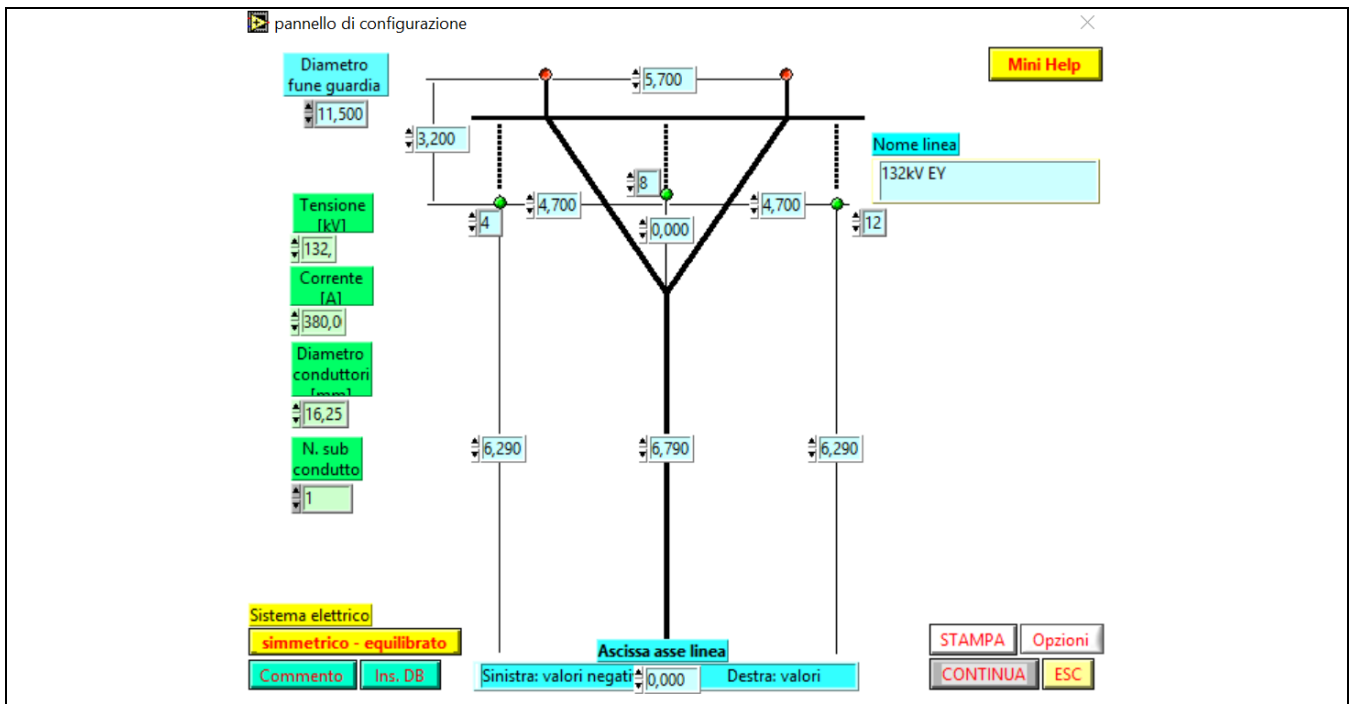 pannello di configurazione
Diametro
fune guardia
11,500
5,700
Mini Help
3,200
Nome linea
132kV EY
8
Tensione
[kV]
132,
4,700
4,700
4
0,000
12
Corrente
[A]
380,0
Diametro
conduttori
[mm]
16,25
N. sub
condutto
1
6,290
6,790
6,290
Sistema elettrico
simmetrico - equilibrato
Commento
Ins. DB
Ascissa asse linea
Sinistra: valori negati
0,000
Destra: valori
STAMPA
Opzioni
CONTINUA
ESC